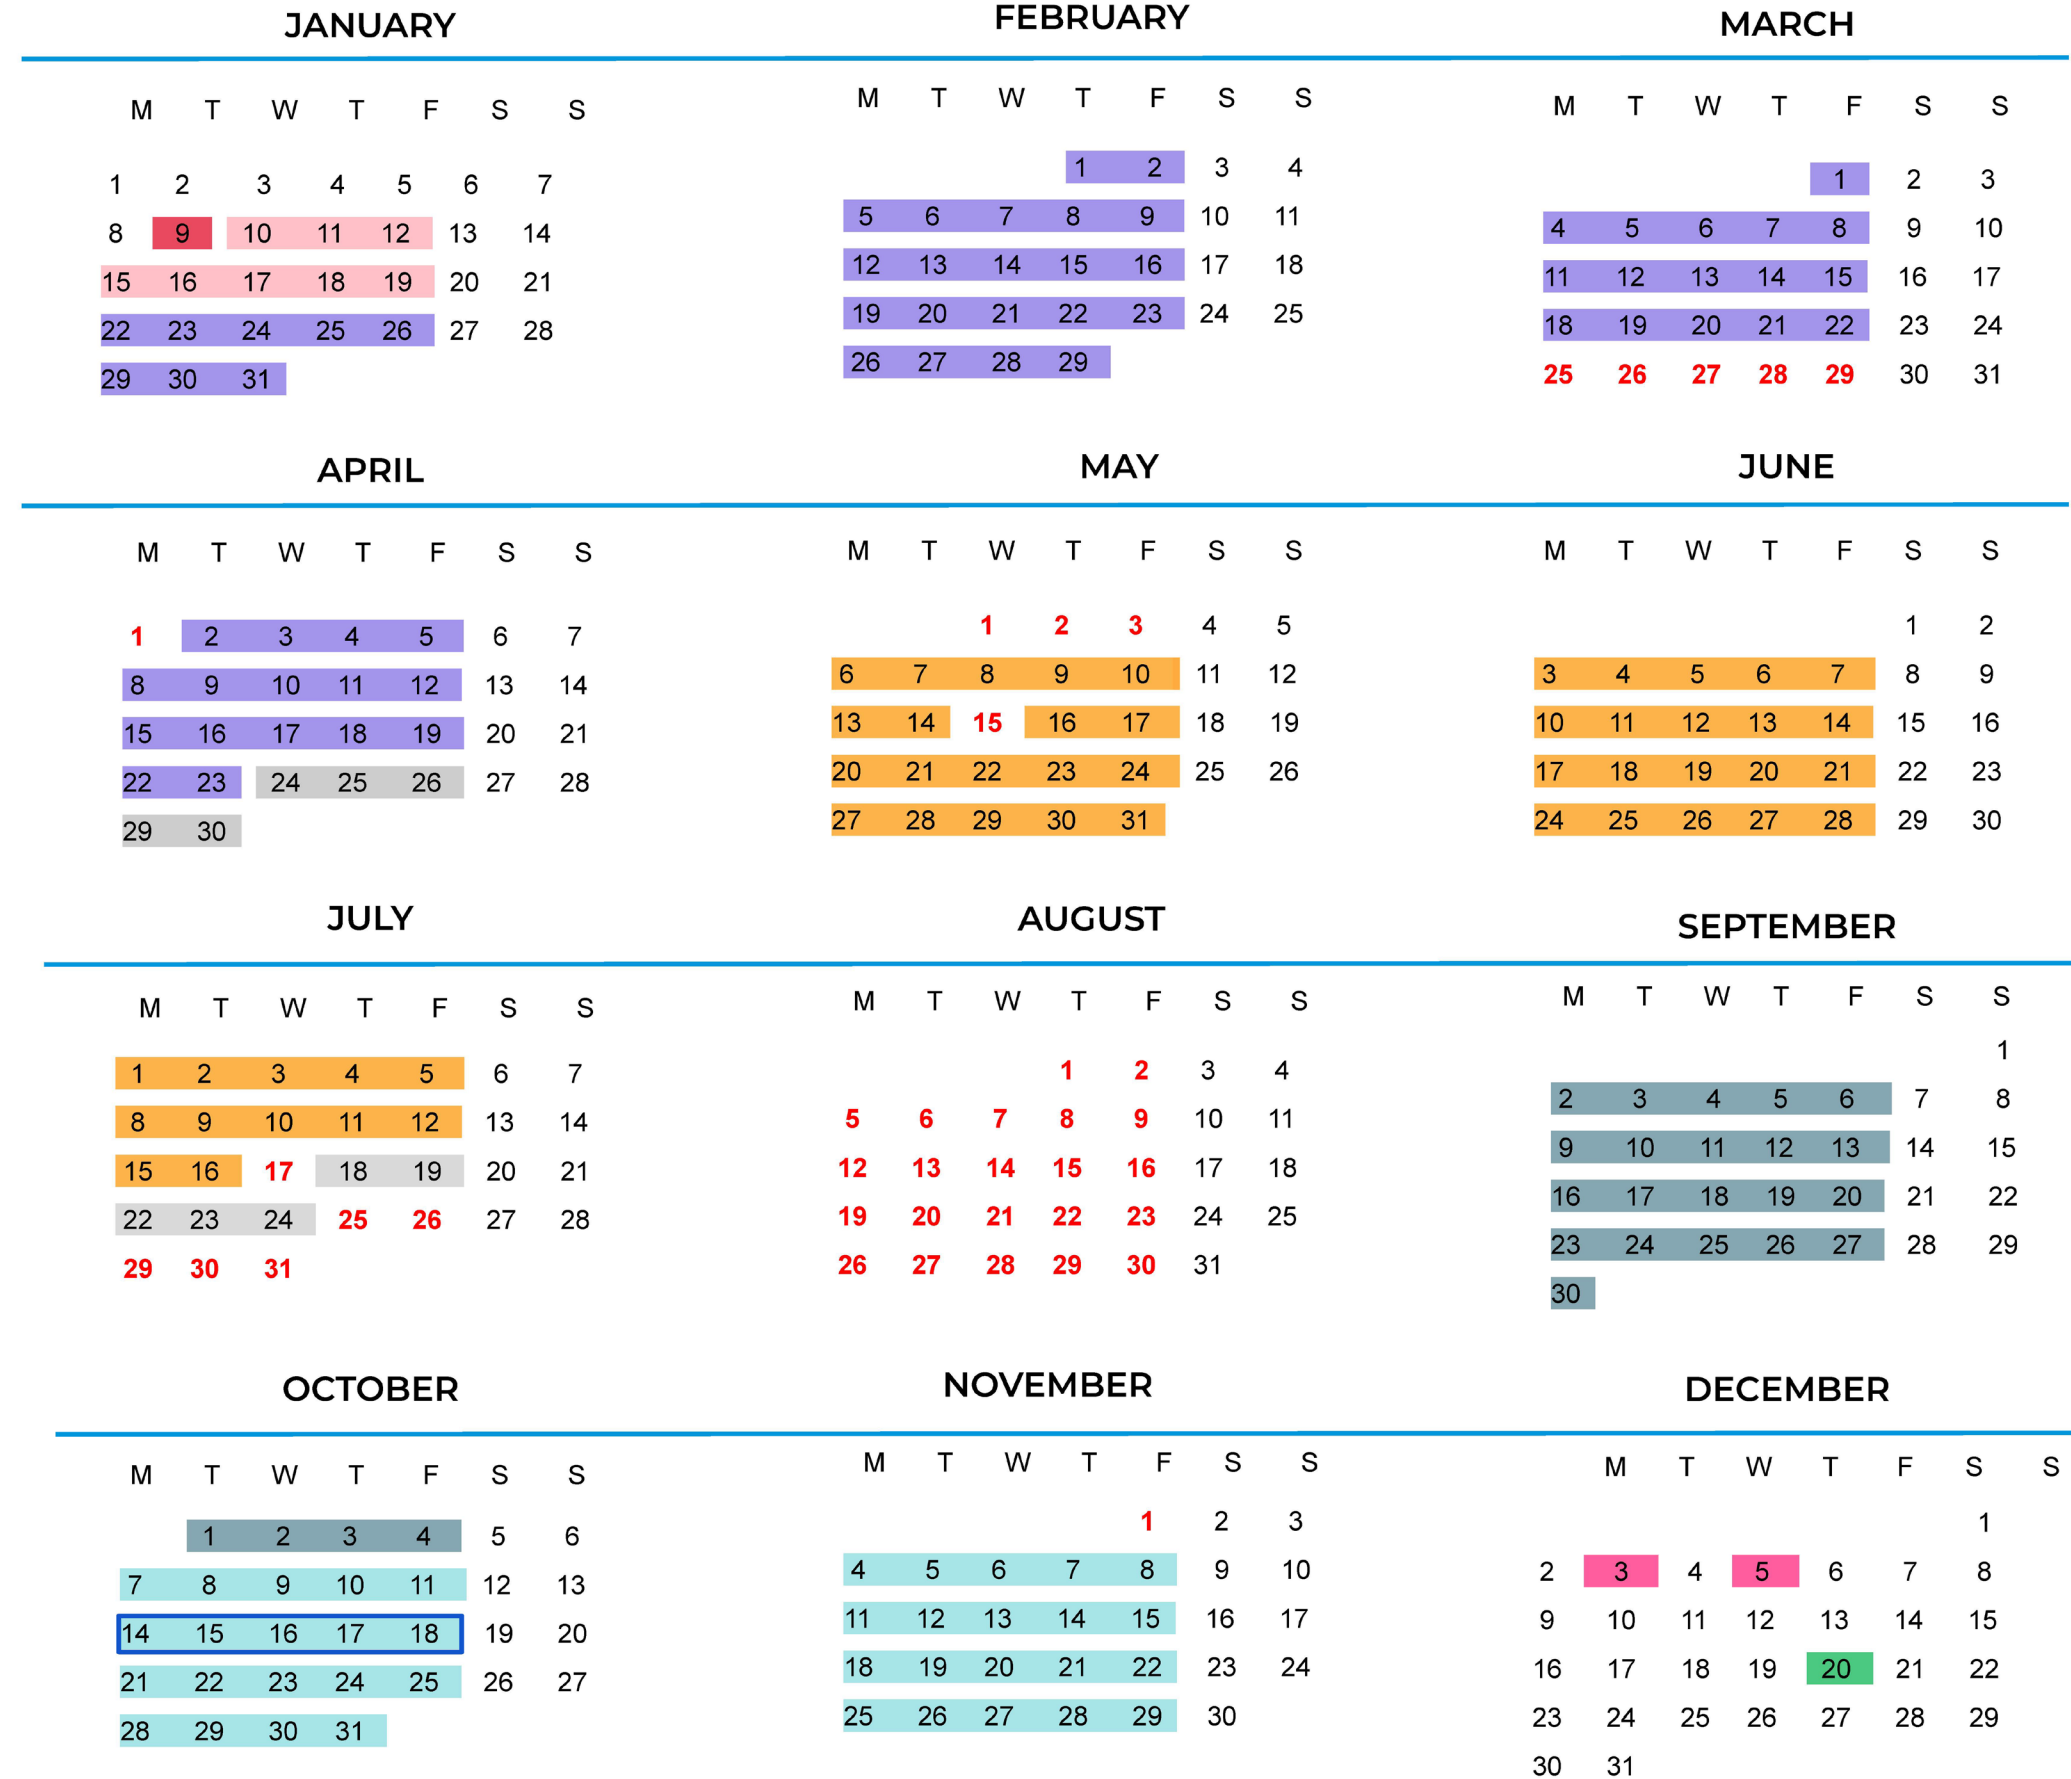 JANUARY
M T W T F S S
1 2 3 4 5 6 7
8 9 10 11 12 13 14
15 16 17 18 19 20 21
22 23 24 25 26 27 28
29 30 31
FEBRUARY
M T W T F S S
1 2 3 4
5 6 7 8 9 10 11
12 13 14 15 16 17 18
19 20 21 22 23 24 25
26 27 28 29
MARCH
M T W T F S S
1 2 3
4 5 6 7 8 9 10
11 12 13 14 15 16 17
18 19 20 21 22 23 24
25 26 27 28 29 30 31
APRIL
M T W T F S S
1 2 3 4 5 6 7
8 9 10 11 12 13 14
15 16 17 18 19 20 21
22 23 24 25 26 27 28
29 30
MAY
M T W T F S S
1 2 3 4 5
6 7 8 9 10 11 12
13 14 15 16 17 18 19
20 21 22 23 24 25 26
27 28 29 30 31
JUNE
M T W T F S S
1 2
3 4 5 6 7 8 9
10 11 12 13 14 15 16
17 18 19 20 21 22 23
24 25 26 27 28 29 30
JULY
M T W T F S S
1 2 3 4 5 6 7
8 9 10 11 12 13 14
15 16 17 18 19 20 21
22 23 24 25 26 27 28
29 30 31
AUGUST
M T W T F S S
1 2 3 4
5 6 7 8 9 10 11
12 13 14 15 16 17 18
19 20 21 22 23 24 25
26 27 28 29 30 31
SEPTEMBER
M T W T F S S
1
2 3 4 5 6 7 8
9 10 11 12 13 14 15
16 17 18 19 20 21 22
23 24 25 26 27 28 29
30
OCTOBER
M T W T F S S
1 2 3 4 5 6
7 8 9 10 11 12 13
14 15 16 17 18 19 20
21 22 23 24 25 26 27
28 29 30 31
NOVEMBER
M T W T F S S
1 2 3
4 5 6 7 8 9 10
11 12 13 14 15 16 17
18 19 20 21 22 23 24
25 26 27 28 29 30
DECEMBER
M T W T F S S
1
2 3 4 5 6 7 8
9 10 11 12 13 14 15
16 17 18 19 20 21 22
23 24 25 26 27 28 29
30 31